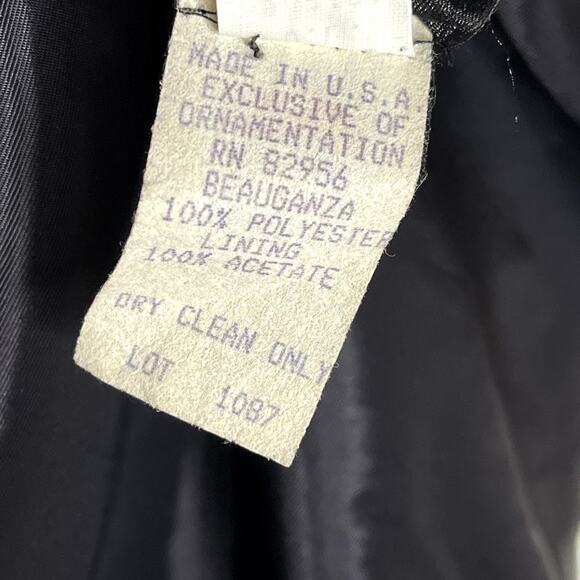 MADE IN U.S.A.
EXCLUSIVE OF
ORNAMENTATION
RN 82956
BEAUGANZA
100% POLYESTER
LINING
100% ACETATE
DRY CLEAN ONLY
LOT 1087